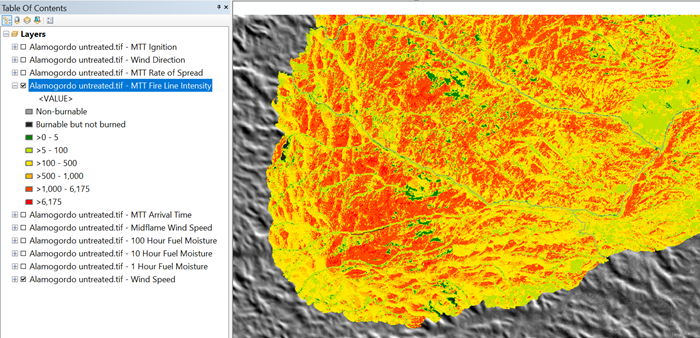 Table Of Contents
Layers
Alamogordo untreated.tif - MTT Ignition
Alamogordo untreated.tif - Wind Direction
Alamogordo untreated.tif - MTT Rate of Spread
Alamogordo untreated.tif - MTT Fire Line Intensity
<VALUE>
Non-burnable
Burnable but not burned
>0 - 5
>5 - 100
>100 - 500
>500 - 1,000
>1,000 - 6,175
>6,175
Alamogordo untreated.tif - MTT Arrival Time
Alamogordo untreated.tif - Midflame Wind Speed
Alamogordo untreated.tif - 100 Hour Fuel Moisture
Alamogordo untreated.tif - 10 Hour Fuel Moisture
Alamogordo untreated.tif - 1 Hour Fuel Moisture
Alamogordo untreated.tif - Wind Speed